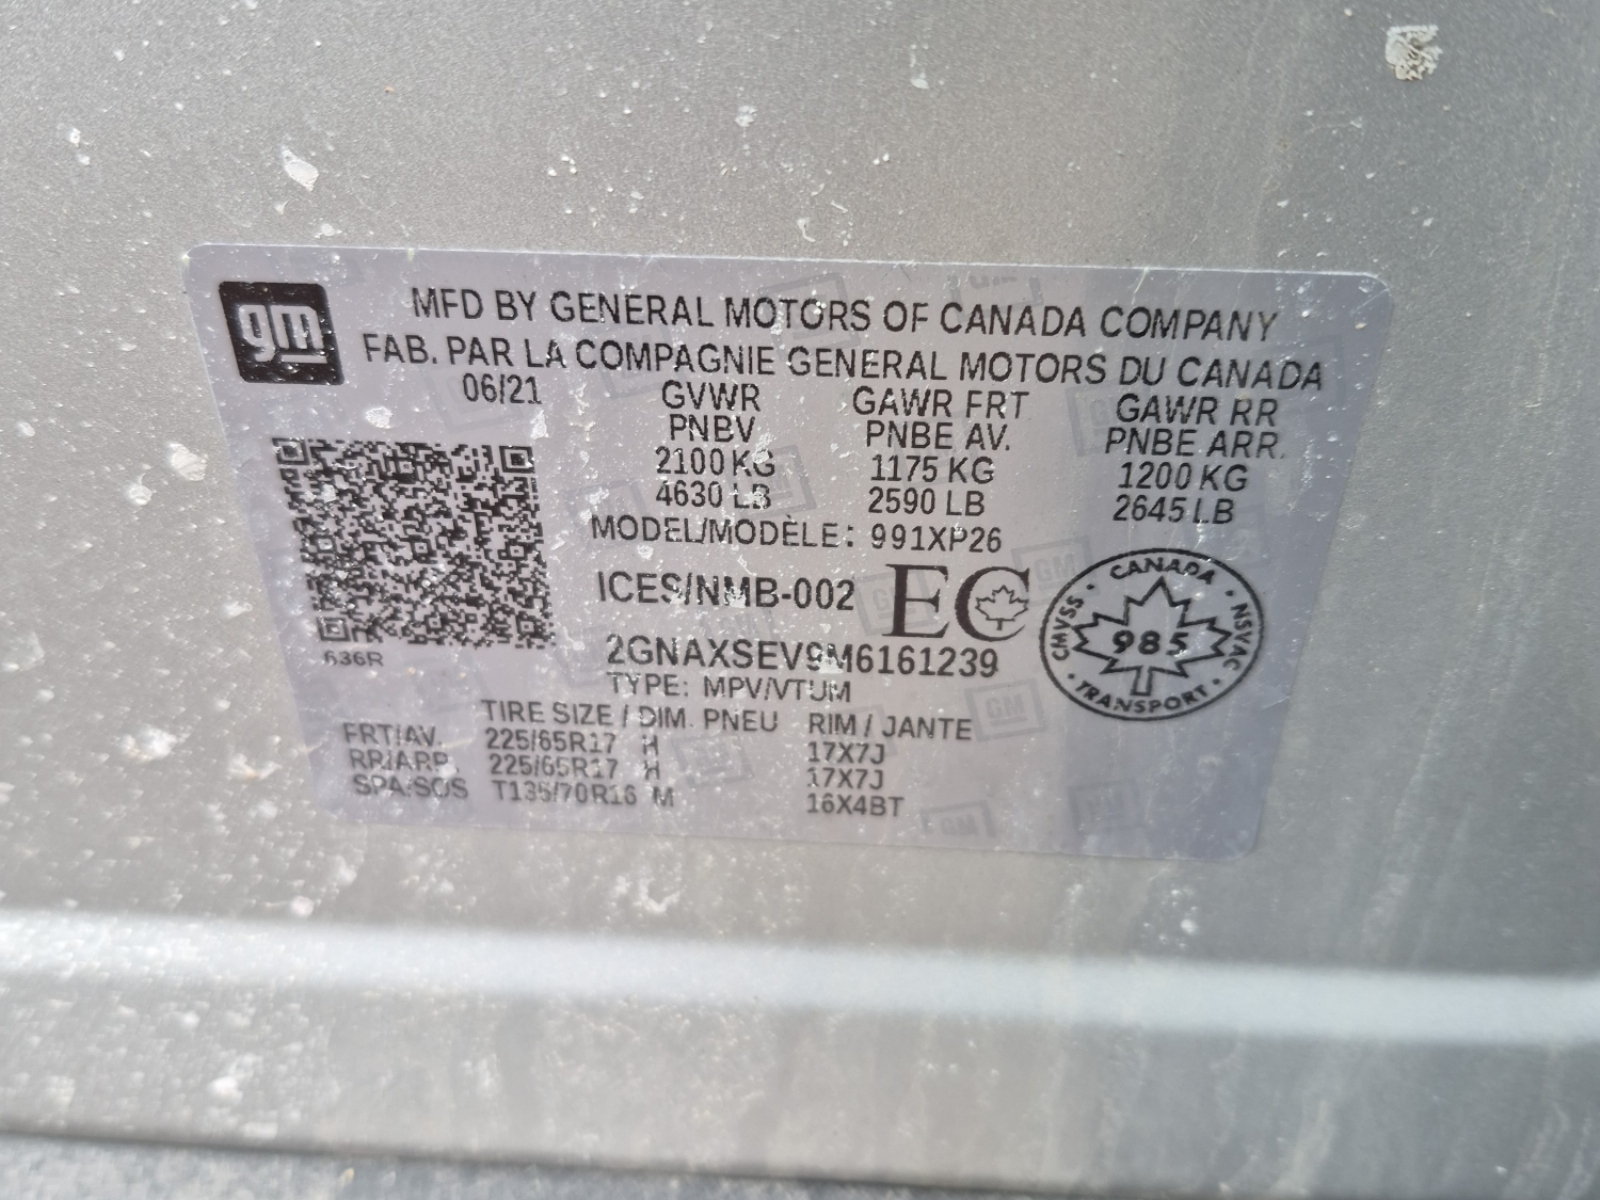 gm
MFD BY GENERAL MOTORS OF CANADA COMPANY
FAB. PAR LA COMPAGNIE GENERAL MOTORS DU CANADA
06/21 GVWR GAWR FRT GAWR RR
PNBV PNBE AV. PNBE ARR.
2100 KG 1175 KG 1200 KG
4630 LB 2590 LB 2645 LB
MODEL/MODÈLE: 991XP26
ICES/NMB-002 EC
CANADA
CMVSS · 985 · NSVAC
TRANSPORT
636R
2GNAXSEV9M6161239
TYPE: MPV/VTUM
TIRE SIZE / DIM. PNEU RIM / JANTE
FRT/AV. 225/65R17 H 17X7J
RR/ARR. 225/65R17 H 17X7J
SPA/SOS T135/70R16 M 16X4BT